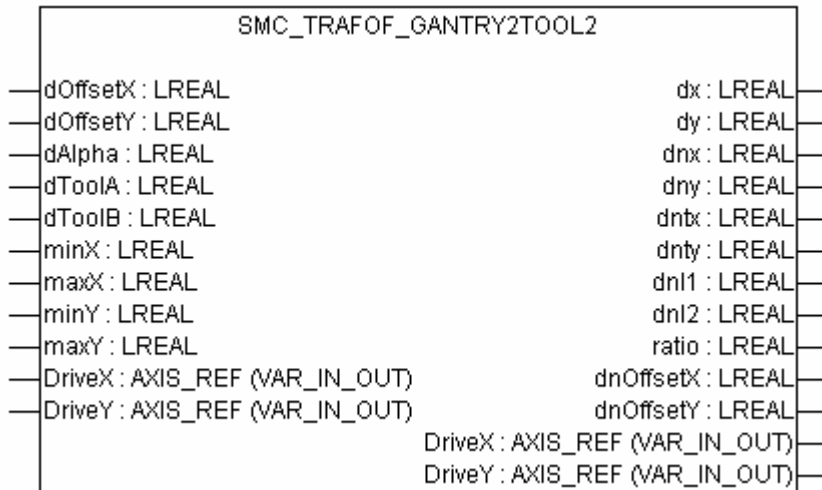 SMC_TRAFOF_GANTRY2TOOL2
dOffsetX : LREAL dx : LREAL
dOffsetY : LREAL dy : LREAL
dAlpha : LREAL dnx : LREAL
dToolA : LREAL dny : LREAL
dToolB : LREAL dntx : LREAL
minX : LREAL dnty : LREAL
maxX : LREAL dnl1 : LREAL
minY : LREAL dnl2 : LREAL
maxY : LREAL ratio : LREAL
DriveX : AXIS_REF (VAR_IN_OUT) dnOffsetX : LREAL
DriveY : AXIS_REF (VAR_IN_OUT) dnOffsetY : LREAL
DriveX : AXIS_REF (VAR_IN_OUT)
DriveY : AXIS_REF (VAR_IN_OUT)